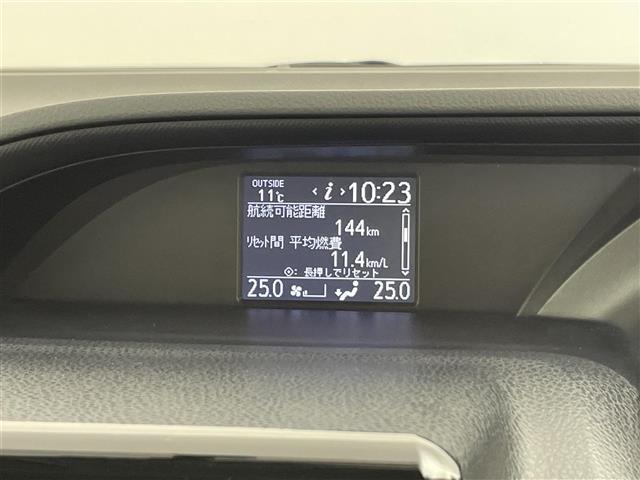 OUTSIDE
11℃ <i> 10:23
航続可能距離
144km
リセット間 平均燃費
11.4km/L
◎: 長押しでリセット
25.0 25.0